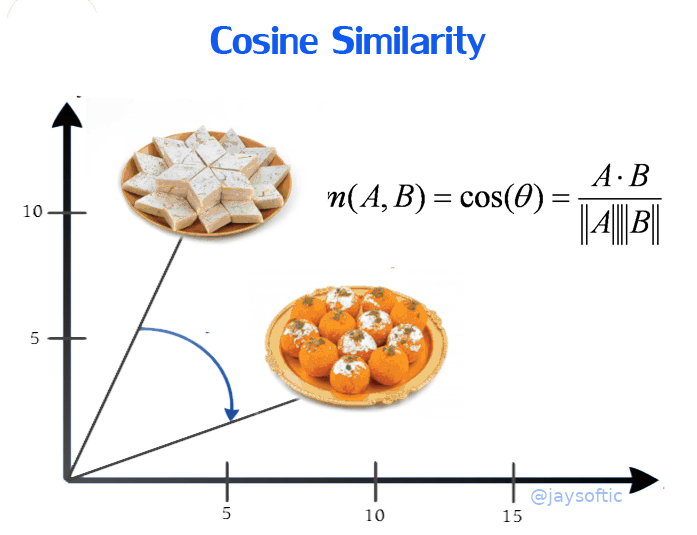 Cosine Similarity
m(A, B) = cos(θ) = A · B / ||A||||B||
10
5
5
10
15
@jaysoftic